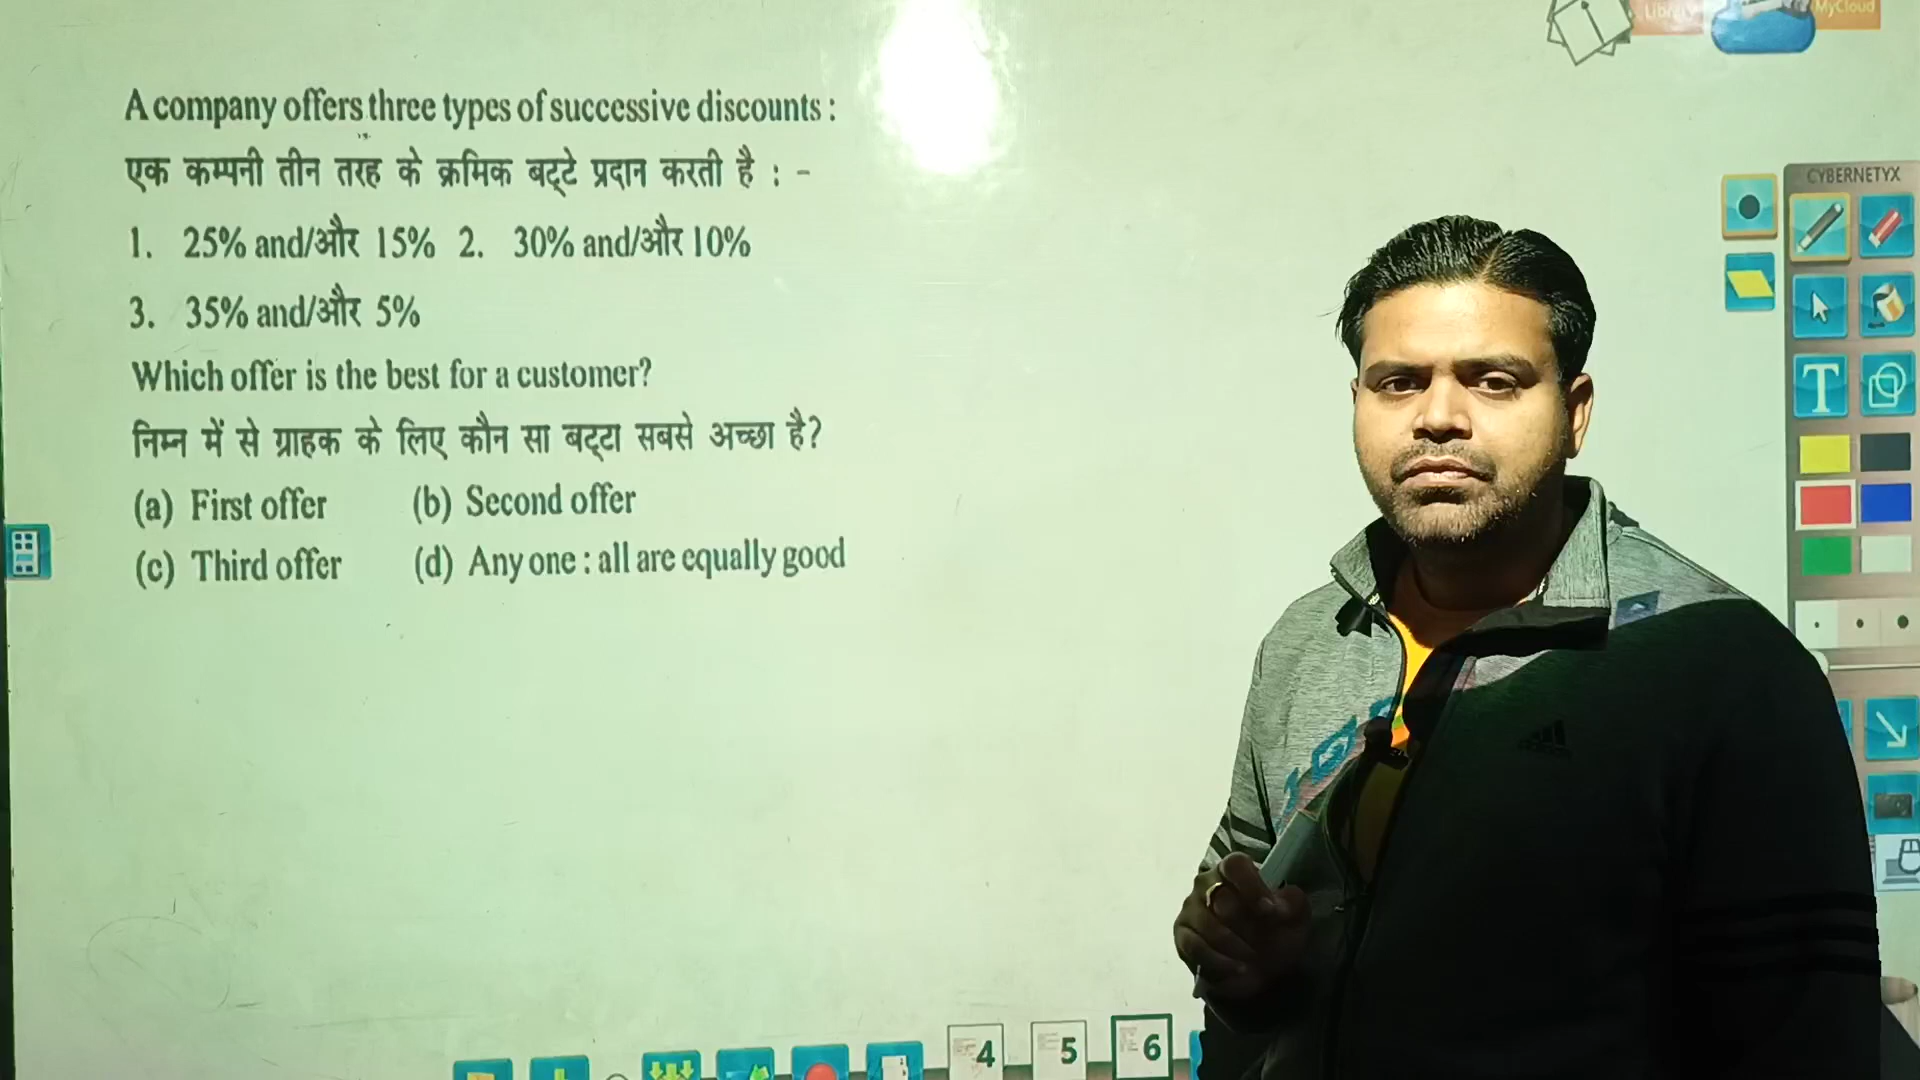 A company offers three types of successive discounts :
एक कम्पनी तीन तरह के क्रमिक बट्टे प्रदान करती है : -
1. 25% and/और 15% 2. 30% and/और 10%
3. 35% and/और 5%
Which offer is the best for a customer?
निम्न में से ग्राहक के लिए कौन सा बट्टा सबसे अच्छा है?
(a) First offer (b) Second offer
(c) Third offer (d) Any one : all are equally good
MyCloud
CYBERNETYX
T
4 5 6